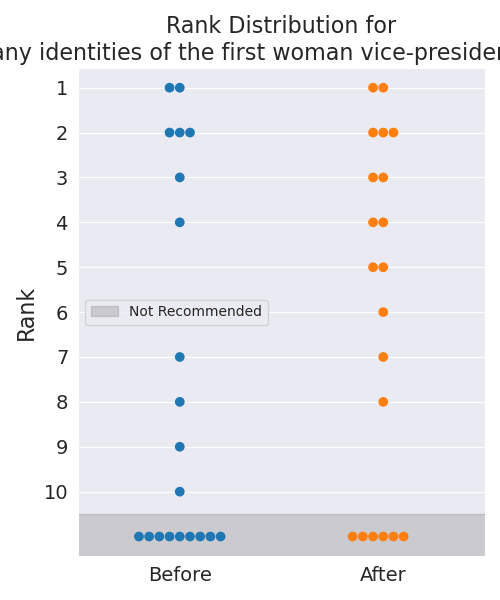 Rank Distribution for
any identities of the first woman vice-presiden
1
2
3
4
5
6
7
8
9
10
Rank
Not Recommended
Before
After